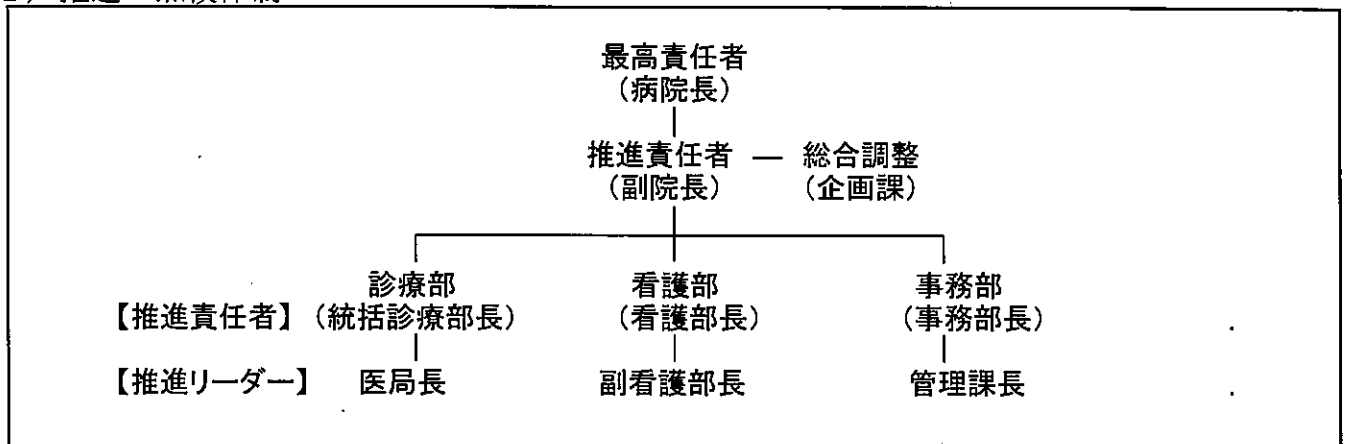 最高責任者
(病院長)
推進責任者 ― 総合調整
(副院長) (企画課)
診療部 看護部 事務部
【推進責任者】(統括診療部長) (看護部長) (事務部長)
【推進リーダー】 医局長 副看護部長 管理課長